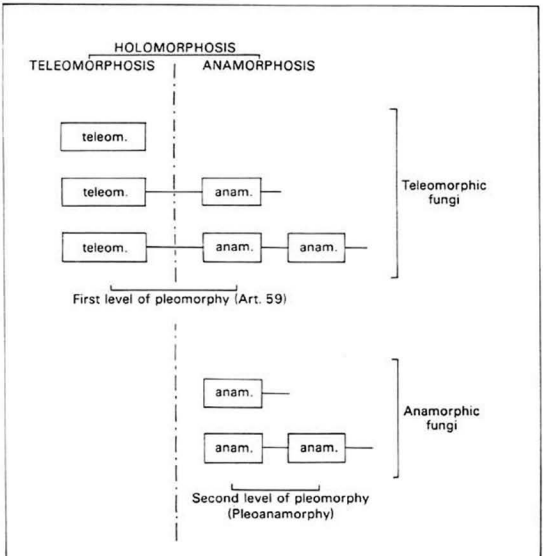 HOLOMORPHOSIS
TELEOMORPHOSIS ANAMORPHOSIS
teleom.
teleom. anam.
teleom. anam. anam.
Teleomorphic
fungi
First level of pleomorphy (Art. 59)
anam.
anam. anam.
Anamorphic
fungi
Second level of pleomorphy
(Pleoanamorphy)